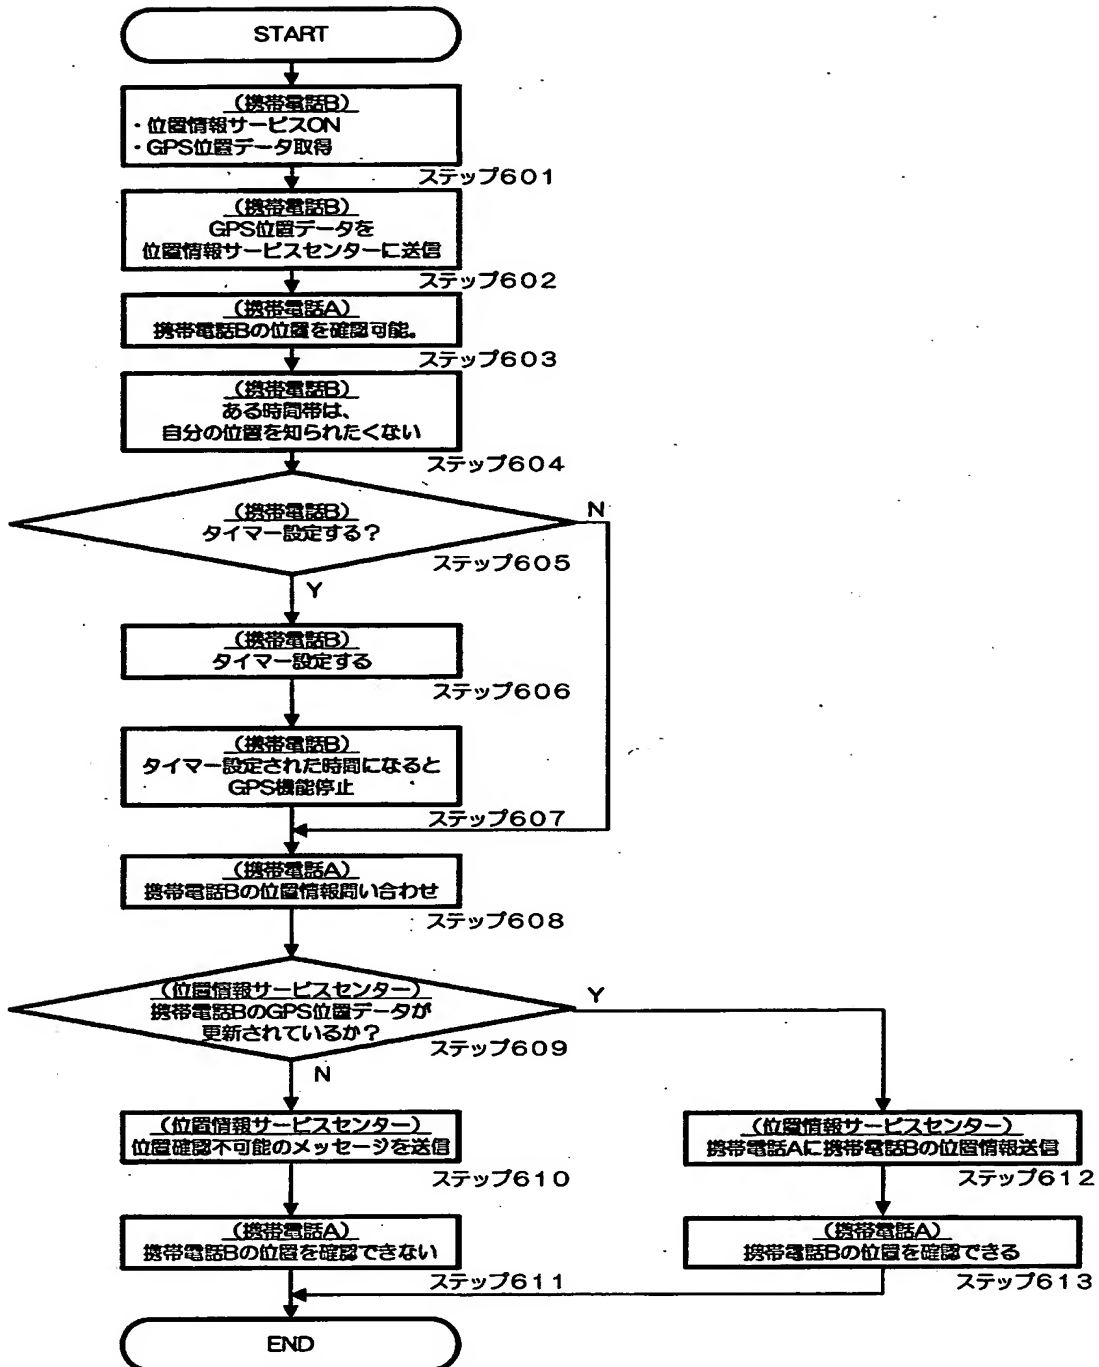 START
（携帯電話B）
・位置情報サービスON
・GPS位置データ取得
ステップ601
（携帯電話B）
GPS位置データを
位置情報サービスセンターに送信
ステップ602
（携帯電話A）
携帯電話Bの位置を確認可能。
ステップ603
（携帯電話B）
ある時間帯は、
自分の位置を知られたくない
ステップ604
（携帯電話B）
タイマー設定する？
ステップ605
N
Y
（携帯電話B）
タイマー設定する
ステップ606
（携帯電話B）
タイマー設定された時間になると
GPS機能停止
ステップ607
（携帯電話A）
携帯電話Bの位置情報問い合わせ
ステップ608
（位置情報サービスセンター）
携帯電話BのGPS位置データが
更新されているか？
ステップ609
Y
N
（位置情報サービスセンター）
位置確認不可能のメッセージを送信
ステップ610
（位置情報サービスセンター）
携帯電話Aに携帯電話Bの位置情報送信
ステップ612
（携帯電話A）
携帯電話Bの位置を確認できない
ステップ611
（携帯電話A）
携帯電話Bの位置を確認できる
ステップ613
END